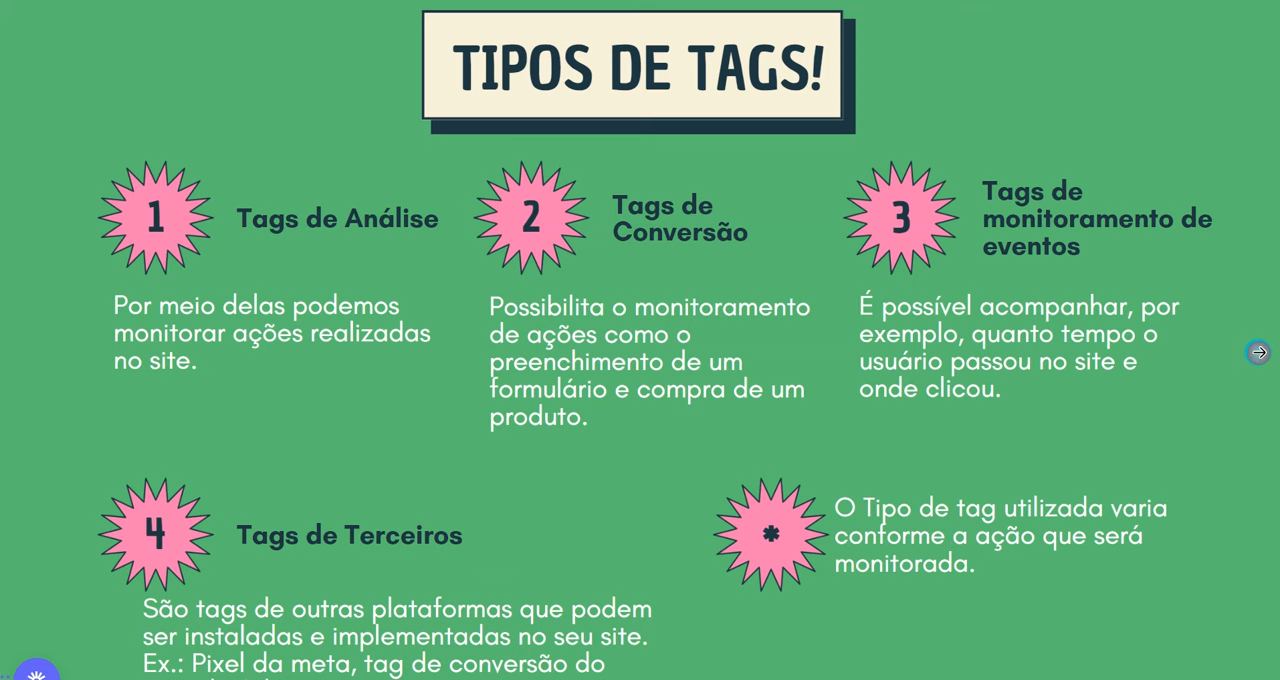 TIPOS DE TAGS!
1
Tags de Análise
Por meio delas podemos
monitorar ações realizadas
no site.
2
Tags de
Conversão
Possibilita o monitoramento
de ações como o
preenchimento de um
formulário e compra de um
produto.
3
Tags de
monitoramento de
eventos
É possível acompanhar, por
exemplo, quanto tempo o
usuário passou no site e
onde clicou.
4
Tags de Terceiros
São tags de outras plataformas que podem
ser instaladas e implementadas no seu site.
Ex.: Pixel da meta, tag de conversão do
*
O Tipo de tag utilizada varia
conforme a ação que será
monitorada.